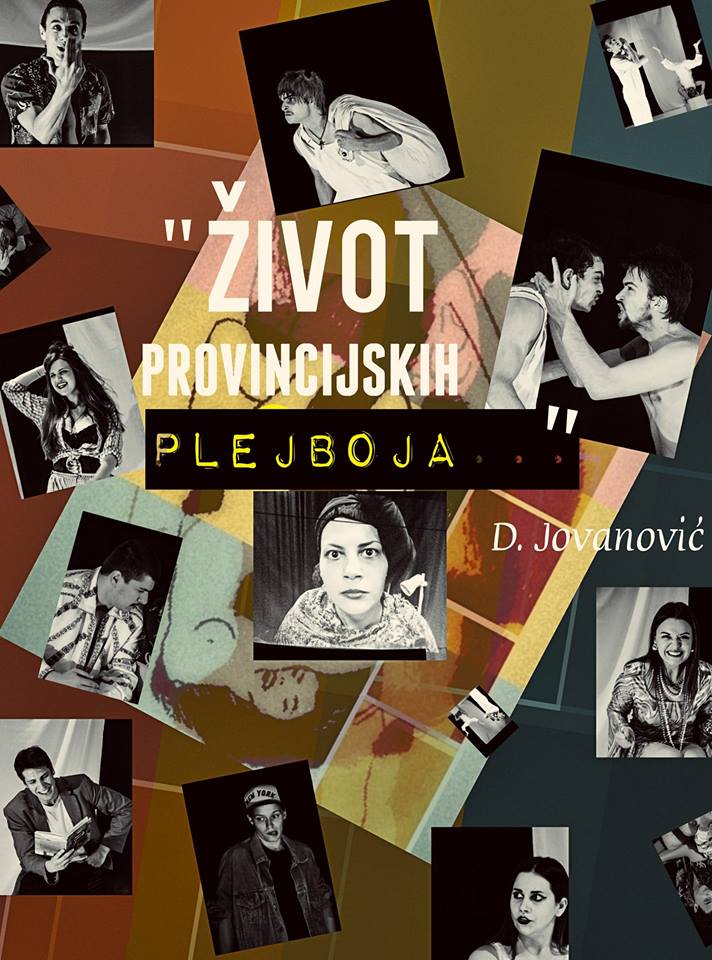 "ŽIVOT
PROVINCIJSKIH
PLEJBOJA..."
D. Jovanović
NEW YORK